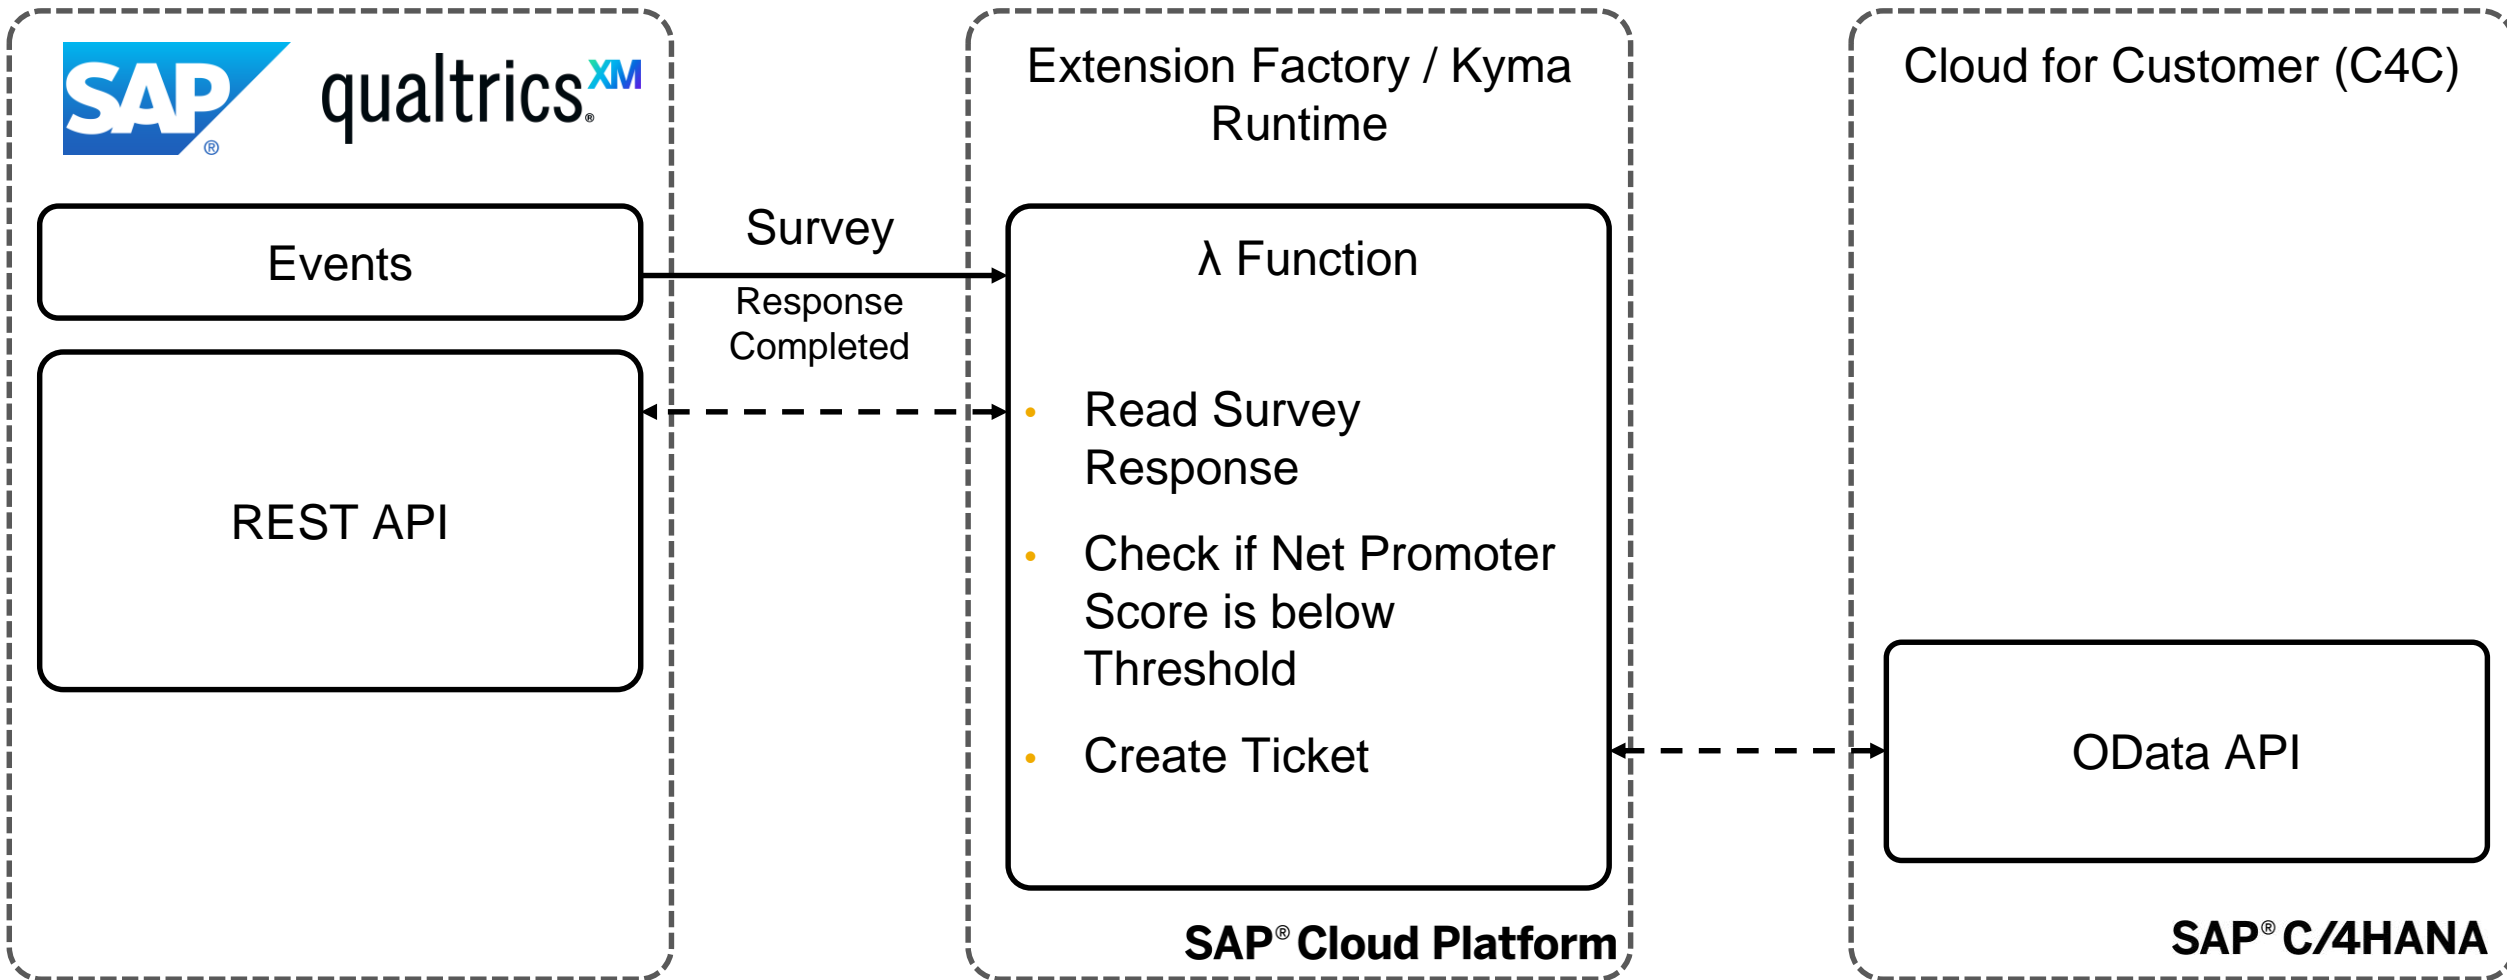 SAP®
qualtrics.XM®
Events
REST API
Survey
Response
Completed
Extension Factory / Kyma
Runtime
λ Function
• Read Survey
Response
• Check if Net Promoter
Score is below
Threshold
• Create Ticket
SAP® Cloud Platform
Cloud for Customer (C4C)
OData API
SAP® C/4HANA